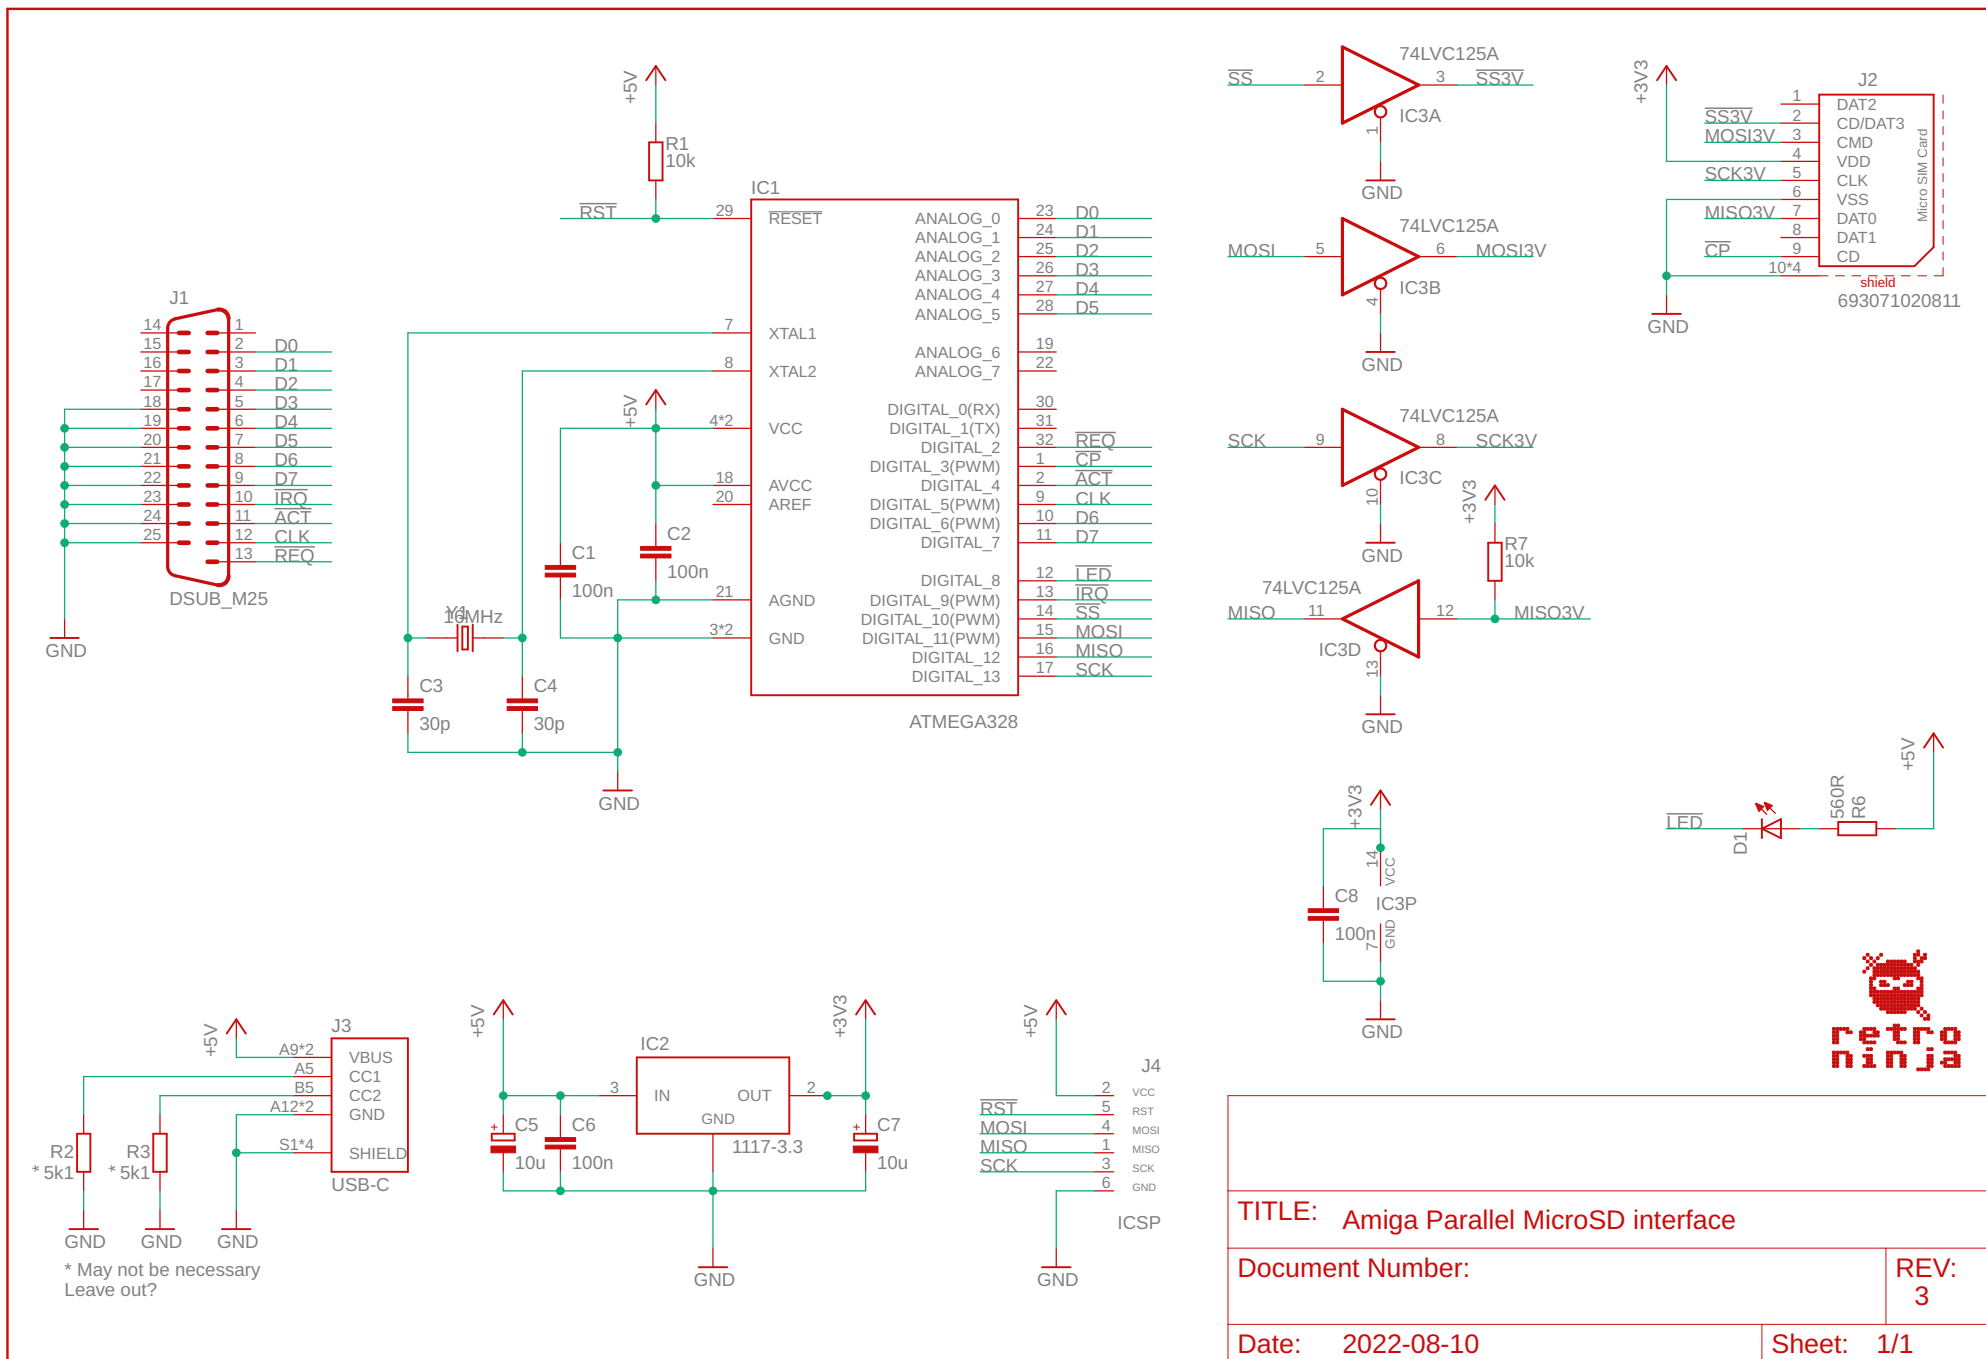 +5V
R1
10k
RST
IC1
29
RESET
7
XTAL1
8
XTAL2
+5V
4*2
VCC
18
AVCC
20
AREF
C2
100n
C1
100n
21
AGND
3*2
GND
Y1
16MHz
C3
30p
C4
30p
GND
ATMEGA328
ANALOG_0 23 D0
ANALOG_1 24 D1
ANALOG_2 25 D2
ANALOG_3 26 D3
ANALOG_4 27 D4
ANALOG_5 28 D5
ANALOG_6 19
ANALOG_7 22
DIGITAL_0(RX) 30
DIGITAL_1(TX) 31
DIGITAL_2 32 REQ
DIGITAL_3(PWM) 1 CP
DIGITAL_4 2 ACT
DIGITAL_5(PWM) 9 CLK
DIGITAL_6(PWM) 10 D6
DIGITAL_7 11 D7
DIGITAL_8 12 LED
DIGITAL_9(PWM) 13 IRQ
DIGITAL_10(PWM) 14 SS
DIGITAL_11(PWM) 15 MOSI
DIGITAL_12 16 MISO
DIGITAL_13 17 SCK
J1
14 1
15 2 D0
16 3 D1
17 4 D2
18 5 D3
19 6 D4
20 7 D5
21 8 D6
22 9 D7
23 10 IRQ
24 11 ACT
25 12 CLK
13 REQ
DSUB_M25
GND
74LVC125A
SS 2 3 SS3V
1 IC3A
GND
74LVC125A
MOSI 5 6 MOSI3V
4 IC3B
GND
74LVC125A
SCK 9 8 SCK3V
10 IC3C
GND
+3V3
R7
10k
74LVC125A
MISO 11 12 MISO3V
IC3D 13
GND
+3V3
J2
1 DAT2
SS3V 2 CD/DAT3
MOSI3V 3 CMD
4 VDD
SCK3V 5 CLK
6 VSS
MISO3V 7 DAT0
8 DAT1
CP 9 CD
10*4
Micro SIM Card
shield
693071020811
GND
+3V3
14 VCC
C8
IC3P
100n
7 GND
GND
LED
D1
560R
R6
+5V
retro
ninja
+5V
J3
A9*2 VBUS
A5 CC1
B5 CC2
A12*2 GND
S1*4 SHIELD
USB-C
R2
* 5k1
R3
* 5k1
GND GND GND
* May not be necessary
Leave out?
+5V
+3V3
IC2
3 IN OUT 2
GND
1117-3.3
C5
10u
+
C6
100n
C7
10u
+
GND
+5V
J4
2 VCC
RST 5 RST
MOSI 4 MOSI
MISO 1 MISO
SCK 3 SCK
6 GND
ICSP
GND
TITLE: Amiga Parallel MicroSD interface
Document Number:
REV:
3
Date: 2022-08-10
Sheet: 1/1